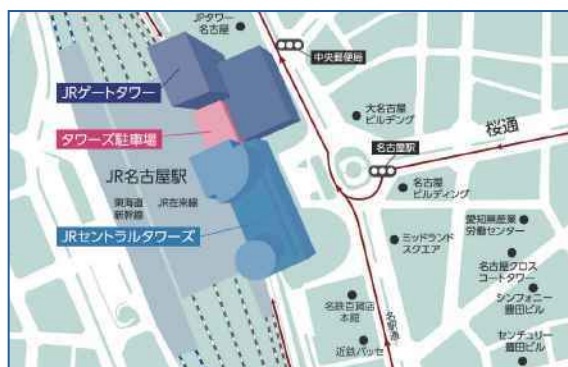 JPタワー
名古屋
中央郵便局
JRゲートタワー
大名古屋
ビルヂング
桜通
タワーズ駐車場
名古屋駅
JR名古屋駅
名古屋
ビルディング
東海道
新幹線
JR在来線
愛知県産業
労働センター
JRセントラルタワーズ
ミッドランド
スクエア
名古屋クロス
コートタワー
シンフォニー
豊田ビル
名鉄百貨店
本館
名駅通
センチュリー
豊田ビル
近鉄パッセ